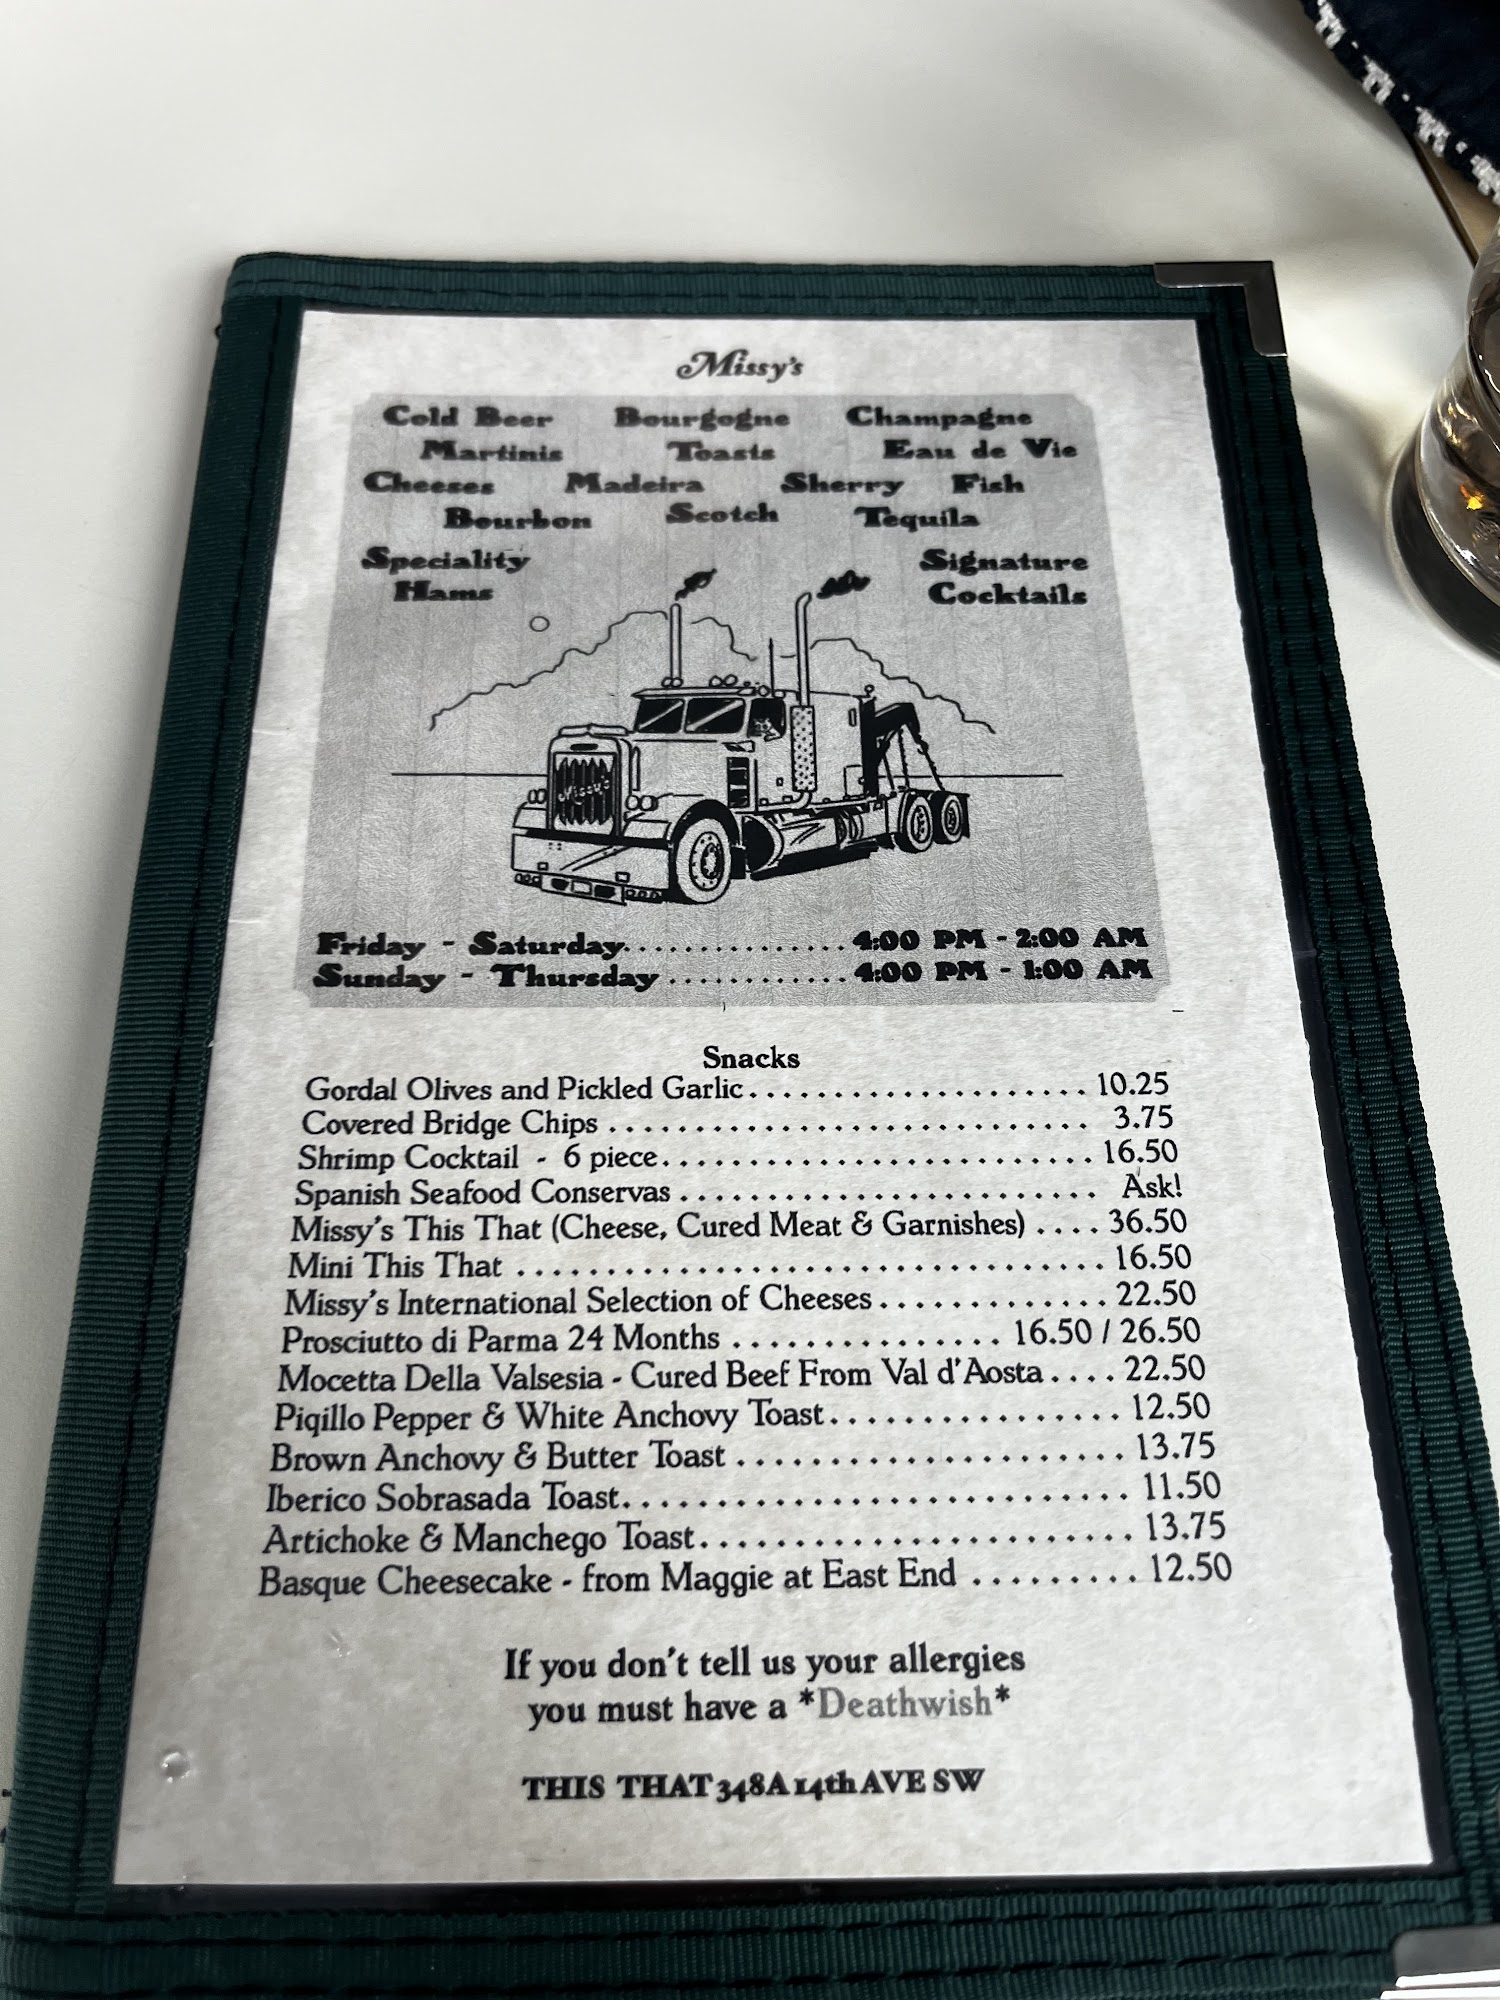 Missy's
Cold Beer Bourgogne Champagne
Martinis Toasts Eau de Vie
Cheeses Madeira Sherry Fish
Bourbon Scotch Tequila
Speciality Signature
Hams Cocktails
Missy's
Friday - Saturday...............4:00 PM - 2:00 AM
Sunday - Thursday ............4:00 PM - 1:00 AM
Snacks
Gordal Olives and Pickled Garlic.................... 10.25
Covered Bridge Chips ............................ 3.75
Shrimp Cocktail - 6 piece......................... 16.50
Spanish Seafood Conservas ........................ Ask!
Missy's This That (Cheese, Cured Meat & Garnishes) .... 36.50
Mini This That ................................ 16.50
Missy's International Selection of Cheeses............. 22.50
Prosciutto di Parma 24 Months ............... 16.50 / 26.50
Mocetta Della Valsesia - Cured Beef From Val d'Aosta .... 22.50
Piqillo Pepper & White Anchovy Toast................ 12.50
Brown Anchovy & Butter Toast ..................... 13.75
Iberico Sobrasada Toast........................... 11.50
Artichoke & Manchego Toast....................... 13.75
Basque Cheesecake - from Maggie at East End ......... 12.50
If you don't tell us your allergies
you must have a *Deathwish*
THIS THAT 348A 14th AVE SW